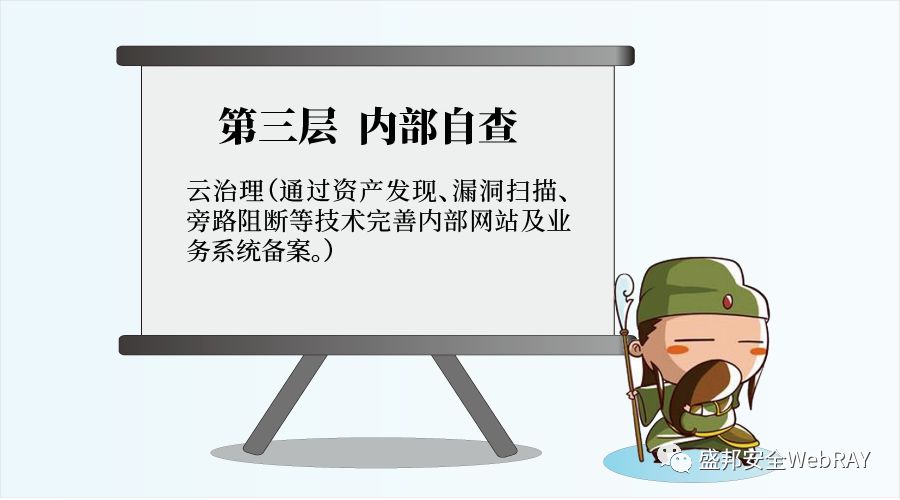 第三层 内部自查
云治理(通过资产发现、漏洞扫描、
旁路阻断等技术完善内部网站及业
务系统备案。)
盛邦安全WebRAY